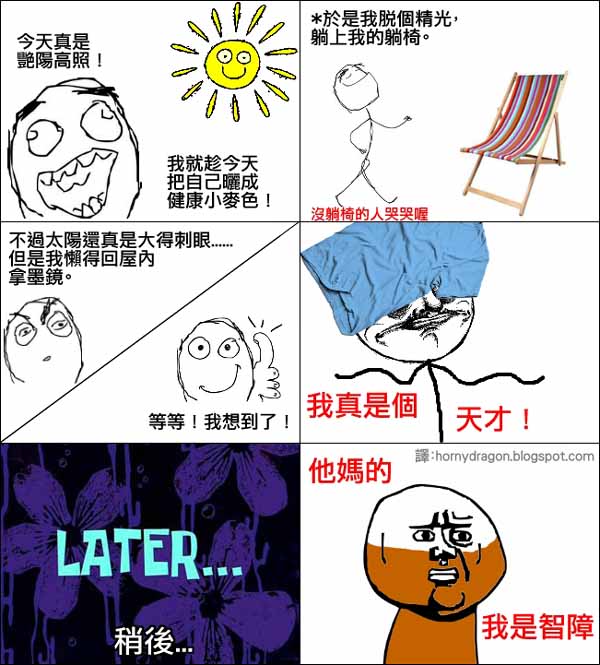 今天真是
艷陽高照！
我就趁今天
把自己曬成
健康小麥色！
*於是我脱個精光，
躺上我的躺椅。
沒躺椅的人哭哭喔
不過太陽還真是大得刺眼......
但是我懶得回屋內
拿墨鏡。
等等！我想到了！
我真是個
天才！
LATER...
稍後...
譯:hornydragon.blogspot.com
他媽的
我是智障